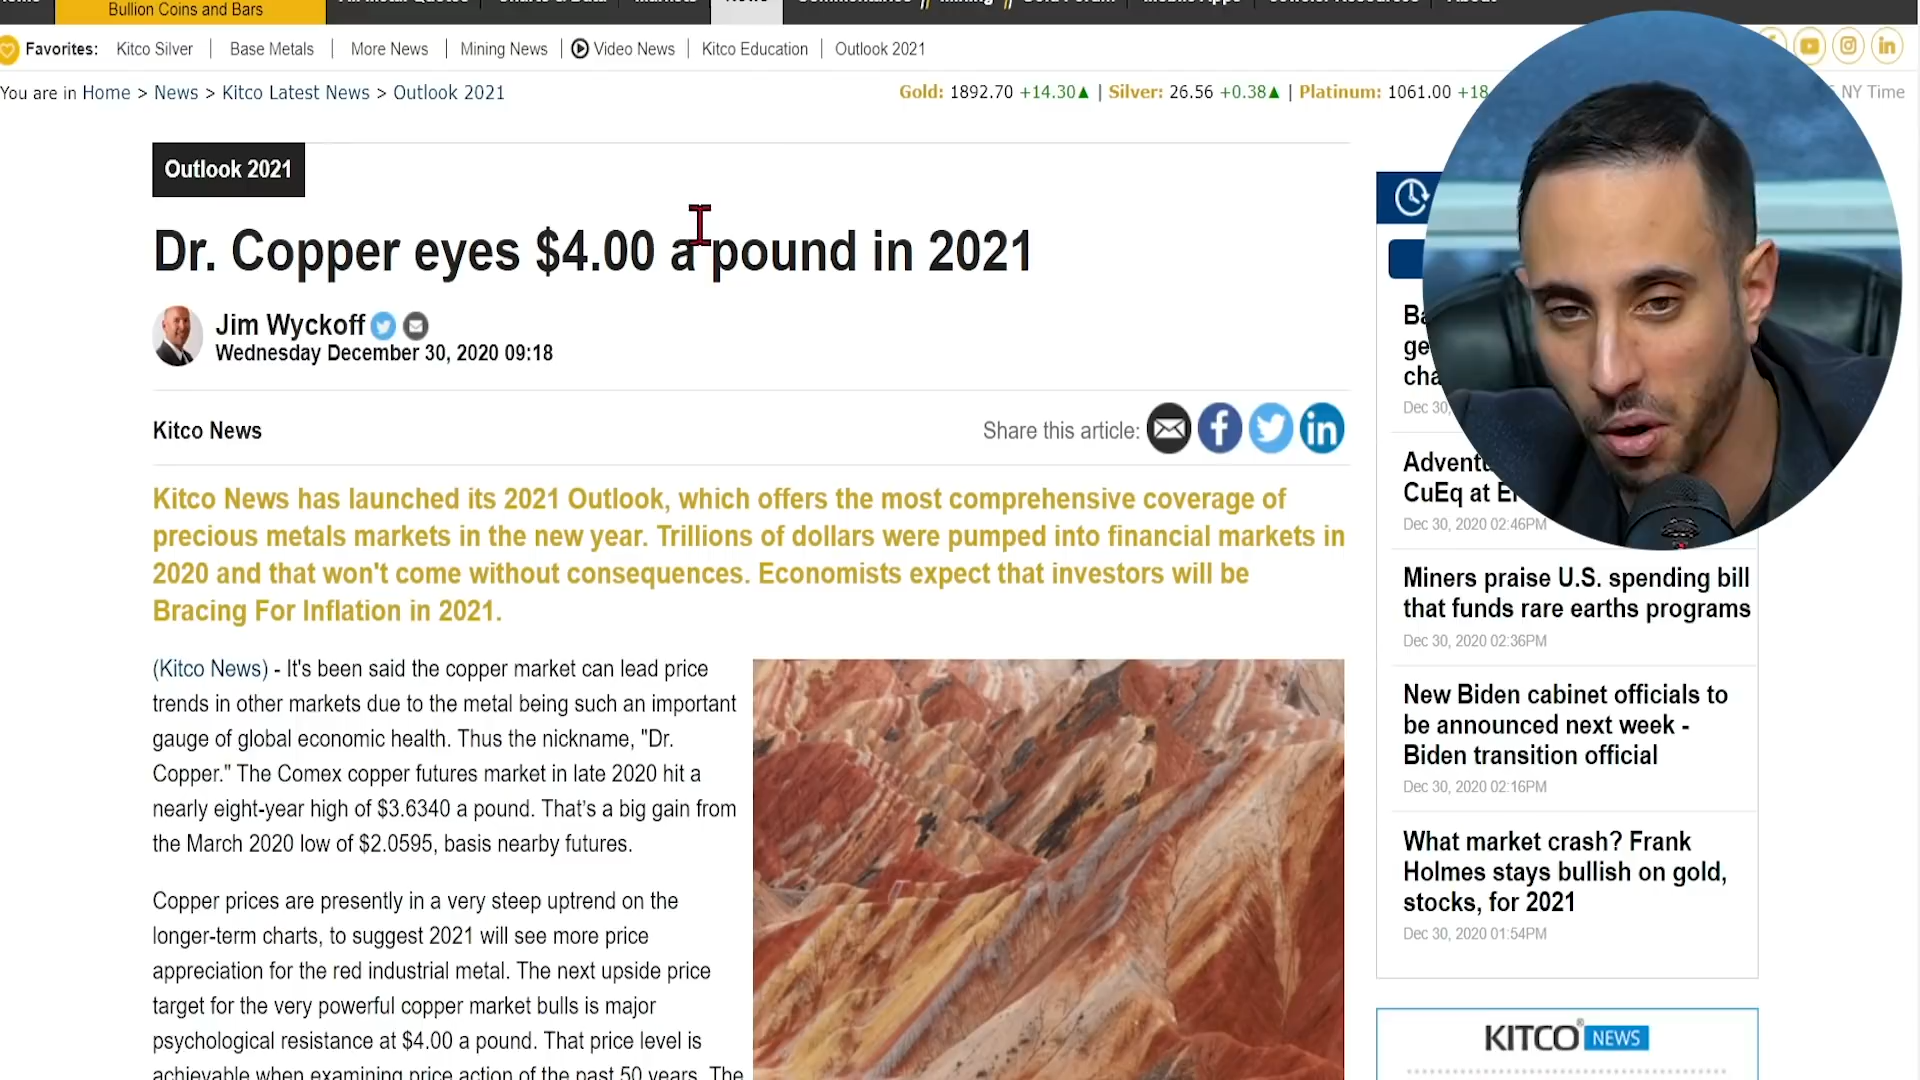 Bullion Coins and Bars
Favorites: Kitco Silver | Base Metals | More News | Mining News | Video News | Kitco Education | Outlook 2021
You are in Home > News > Kitco Latest News > Outlook 2021
Gold: 1892.70 +14.30▲ | Silver: 26.56 +0.38▲ | Platinum: 1061.00 +18
NY Time
Outlook 2021
Dr. Copper eyes $4.00 a pound in 2021
Jim Wyckoff
Wednesday December 30, 2020 09:18
Kitco News
Share this article:
Kitco News has launched its 2021 Outlook, which offers the most comprehensive coverage of
precious metals markets in the new year. Trillions of dollars were pumped into financial markets in
2020 and that won't come without consequences. Economists expect that investors will be
Bracing For Inflation in 2021.
(Kitco News) - It's been said the copper market can lead price
trends in other markets due to the metal being such an important
gauge of global economic health. Thus the nickname, "Dr.
Copper." The Comex copper futures market in late 2020 hit a
nearly eight-year high of $3.6340 a pound. That's a big gain from
the March 2020 low of $2.0595, basis nearby futures.
Copper prices are presently in a very steep uptrend on the
longer-term charts, to suggest 2021 will see more price
appreciation for the red industrial metal. The next upside price
target for the very powerful copper market bulls is major
psychological resistance at $4.00 a pound. That price level is
achievable when examining price action of the past 50 years. The
Dec 30,
CuEq at
Dec 30, 2020 02:46PM
Miners praise U.S. spending bill
that funds rare earths programs
Dec 30, 2020 02:36PM
New Biden cabinet officials to
be announced next week -
Biden transition official
Dec 30, 2020 02:16PM
What market crash? Frank
Holmes stays bullish on gold,
stocks, for 2021
Dec 30, 2020 01:54PM
KITCO NEWS